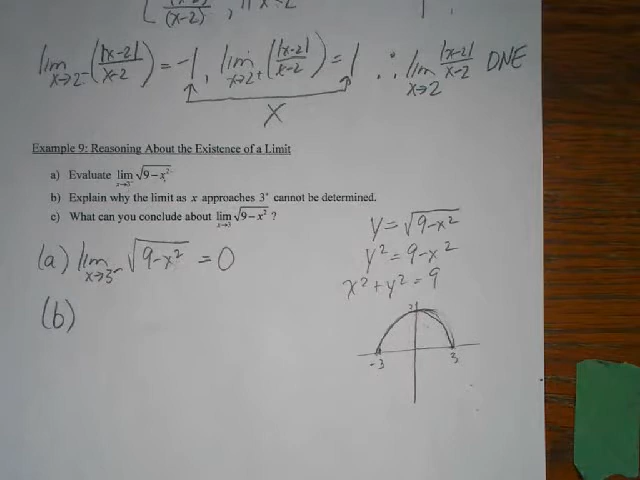 (x-2)
lim x→2⁻ (|x-2|/x-2) = -1, lim x→2⁺ (|x-2|/x-2) = 1 ∴ lim x→2 |x-2|/x-2 DNE
X
Example 9: Reasoning About the Existence of a Limit
a) Evaluate lim x→3⁻ √9−x²
b) Explain why the limit as x approaches 3⁺ cannot be determined.
c) What can you conclude about lim x→3 √9−x² ?
y = √9-x²
(a) lim x→3⁻ √9-x² = 0
y² = 9-x²
x² + y² = 9
(b)
3
-3 3